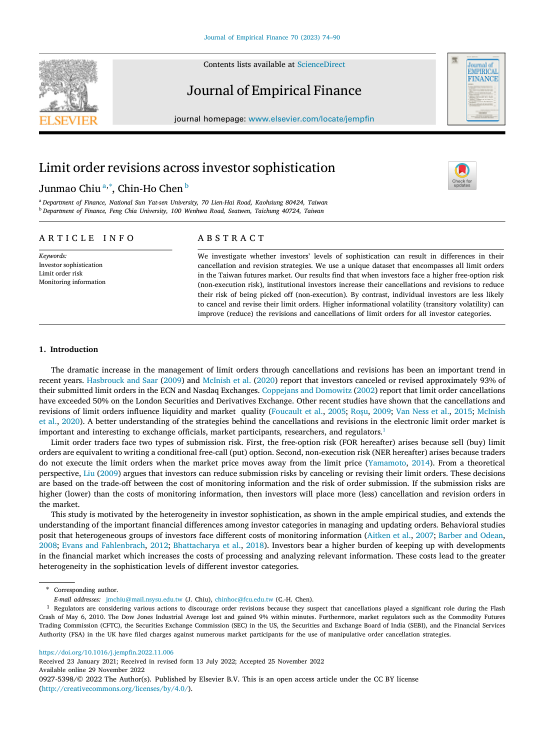 Journal of Empirical Finance 70 (2023) 74–90
Contents lists available at ScienceDirect
Journal of Empirical Finance
journal homepage: www.elsevier.com/locate/jempfin
ELSEVIER
Journal of
EMPIRICAL
FINANCE
Limit order revisions across investor sophistication
Check for
updates
Junmao Chiu a,*, Chin-Ho Chen b
a Department of Finance, National Sun Yat-sen University, 70 Lien-Hai Road, Kaohsiung 80424, Taiwan
b Department of Finance, Feng Chia University, 100 Wenhwa Road, Seatwen, Taichung 40724, Taiwan
ARTICLE INFO
Keywords:
Investor sophistication
Limit order risk
Monitoring information
ABSTRACT
We investigate whether investors' levels of sophistication can result in differences in their
cancellation and revision strategies. We use a unique dataset that encompasses all limit orders
in the Taiwan futures market. Our results find that when investors face a higher free-option risk
(non-execution risk), institutional investors increase their cancellations and revisions to reduce
their risk of being picked off (non-execution). By contrast, individual investors are less likely
to cancel and revise their limit orders. Higher informational volatility (transitory volatility) can
improve (reduce) the revisions and cancellations of limit orders for all investor categories.
1. Introduction
The dramatic increase in the management of limit orders through cancellations and revisions has been an important trend in
recent years. Hasbrouck and Saar (2009) and McInish et al. (2020) report that investors canceled or revised approximately 93% of
their submitted limit orders in the ECN and Nasdaq Exchanges. Coppejans and Domowitz (2002) report that limit order cancellations
have exceeded 50% on the London Securities and Derivatives Exchange. Other recent studies have shown that the cancellations and
revisions of limit orders influence liquidity and market quality (Foucault et al., 2005; Roşu, 2009; Van Ness et al., 2015; McInish
et al., 2020). A better understanding of the strategies behind the cancellations and revisions in the electronic limit order market is
important and interesting to exchange officials, market participants, researchers, and regulators.1
Limit order traders face two types of submission risk. First, the free-option risk (FOR hereafter) arises because sell (buy) limit
orders are equivalent to writing a conditional free-call (put) option. Second, non-execution risk (NER hereafter) arises because traders
do not execute the limit orders when the market price moves away from the limit price (Yamamoto, 2014). From a theoretical
perspective, Liu (2009) argues that investors can reduce submission risks by canceling or revising their limit orders. These decisions
are based on the trade-off between the cost of monitoring information and the risk of order submission. If the submission risks are
higher (lower) than the costs of monitoring information, then investors will place more (less) cancellation and revision orders in
the market.
This study is motivated by the heterogeneity in investor sophistication, as shown in the ample empirical studies, and extends the
understanding of the important financial differences among investor categories in managing and updating orders. Behavioral studies
posit that heterogeneous groups of investors face different costs of monitoring information (Aitken et al., 2007; Barber and Odean,
2008; Evans and Fahlenbrach, 2012; Bhattacharya et al., 2018). Investors bear a higher burden of keeping up with developments
in the financial market which increases the costs of processing and analyzing relevant information. These costs lead to the greater
heterogeneity in the sophistication levels of different investor categories.
* Corresponding author.
E-mail addresses: jmchiu@mail.nsysu.edu.tw (J. Chiu), chinhoc@fcu.edu.tw (C.-H. Chen).
1 Regulators are considering various actions to discourage order revisions because they suspect that cancellations played a significant role during the Flash
Crash of May 6, 2010. The Dow Jones Industrial Average lost and gained 9% within minutes. Furthermore, market regulators such as the Commodity Futures
Trading Commission (CFTC), the Securities Exchange Commission (SEC) in the US, the Securities and Exchange Board of India (SEBI), and the Financial Services
Authority (FSA) in the UK have filed charges against numerous market participants for the use of manipulative order cancellation strategies.
https://doi.org/10.1016/j.jempfin.2022.11.006
Received 23 January 2021; Received in revised form 13 July 2022; Accepted 25 November 2022
Available online 29 November 2022
0927-5398/© 2022 The Author(s). Published by Elsevier B.V. This is an open access article under the CC BY license
(http://creativecommons.org/licenses/by/4.0/).